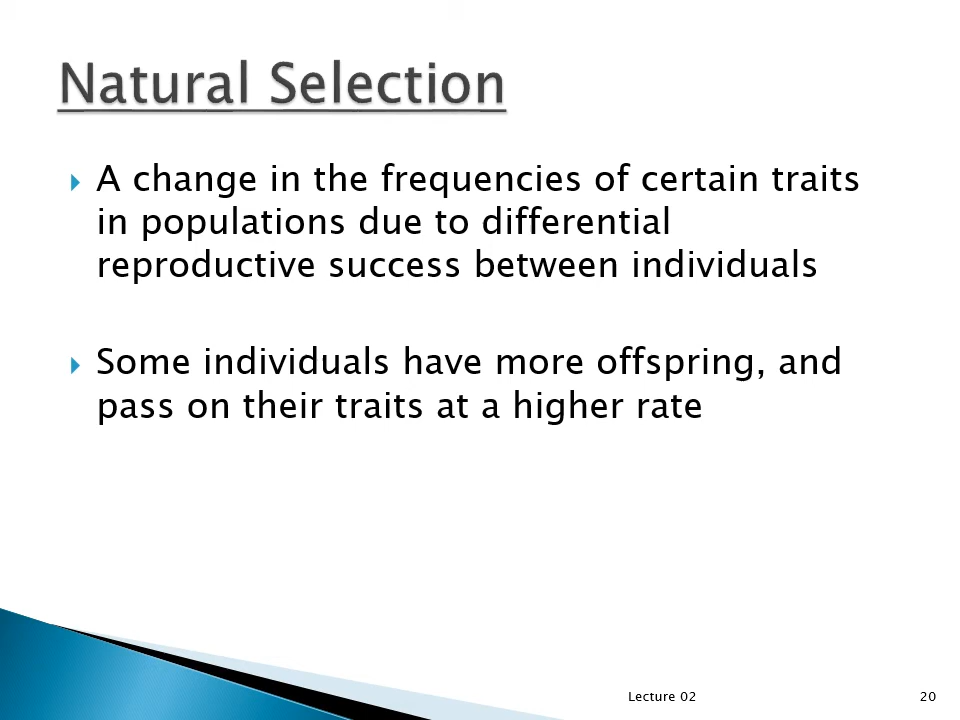 Natural Selection
A change in the frequencies of certain traits
in populations due to differential
reproductive success between individuals
Some individuals have more offspring, and
pass on their traits at a higher rate
Lecture 02
20